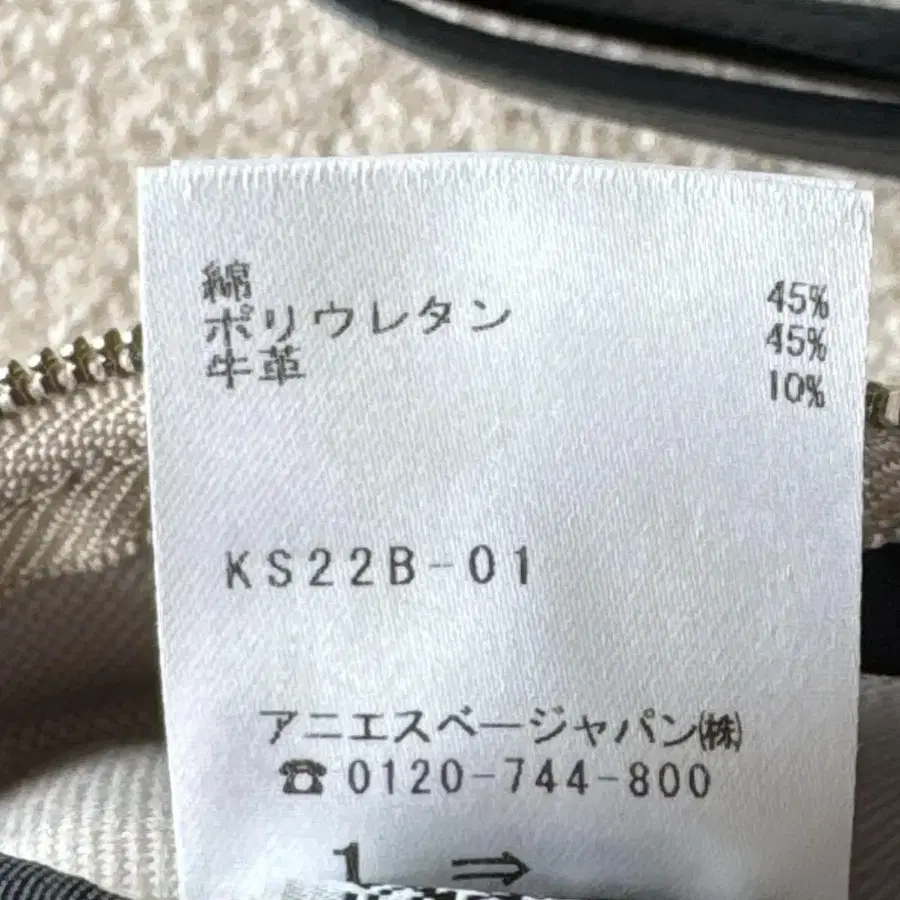 綿 45%
ポリウレタン 45%
牛革 10%
KS22B-01
アニエスベージャパン㈱
☎0120-744-800
1 ⇒